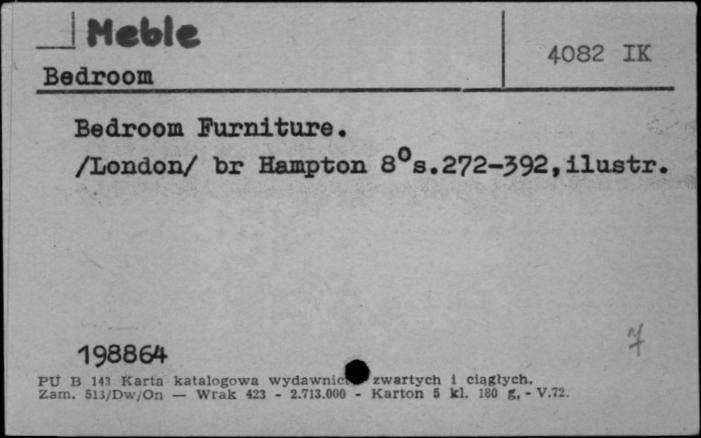 Meble
4082 IK
Bedroom
Bedroom Furniture.
/London/ br Hampton 8°s.272-392,ilustr.
7
198864
PU B 143 Karta katalogowa wydawnic zwartych i ciągłych.
Zam. 513/Dw/On — Wrak 423 - 2.713.000 - Karton 5 kl. 180 g, - V.72.